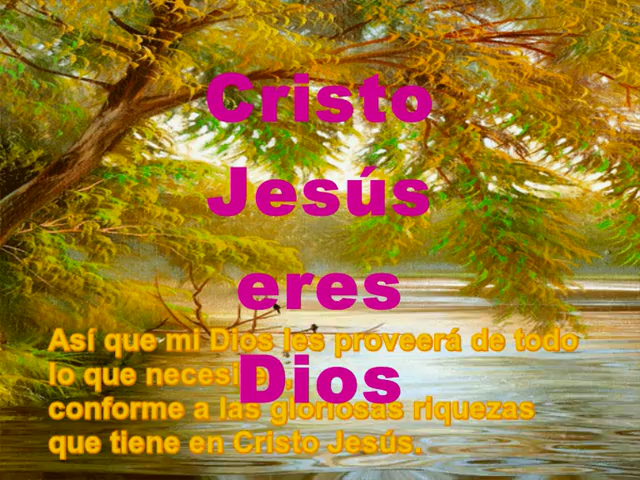 Cristo
Jesús
eres
Dios
Así que mi Dios les proveerá de todo
lo que
conforme a las gloriosas riquezas
que tiene en Cristo Jesús.